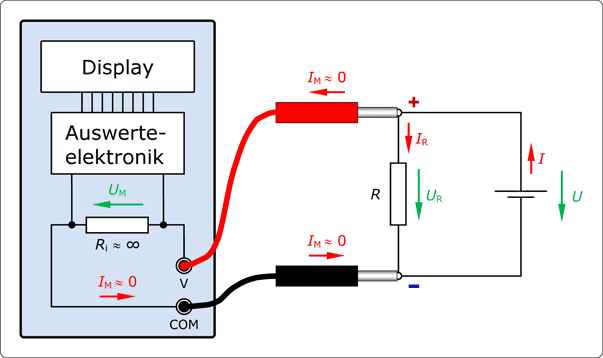 Display
Auswerte-
elektronik
U_M
R_i ≈ ∞
I_M ≈ 0
V
COM
I_M ≈ 0
+
I_R
R
U_R
I
U
I_M ≈ 0
–